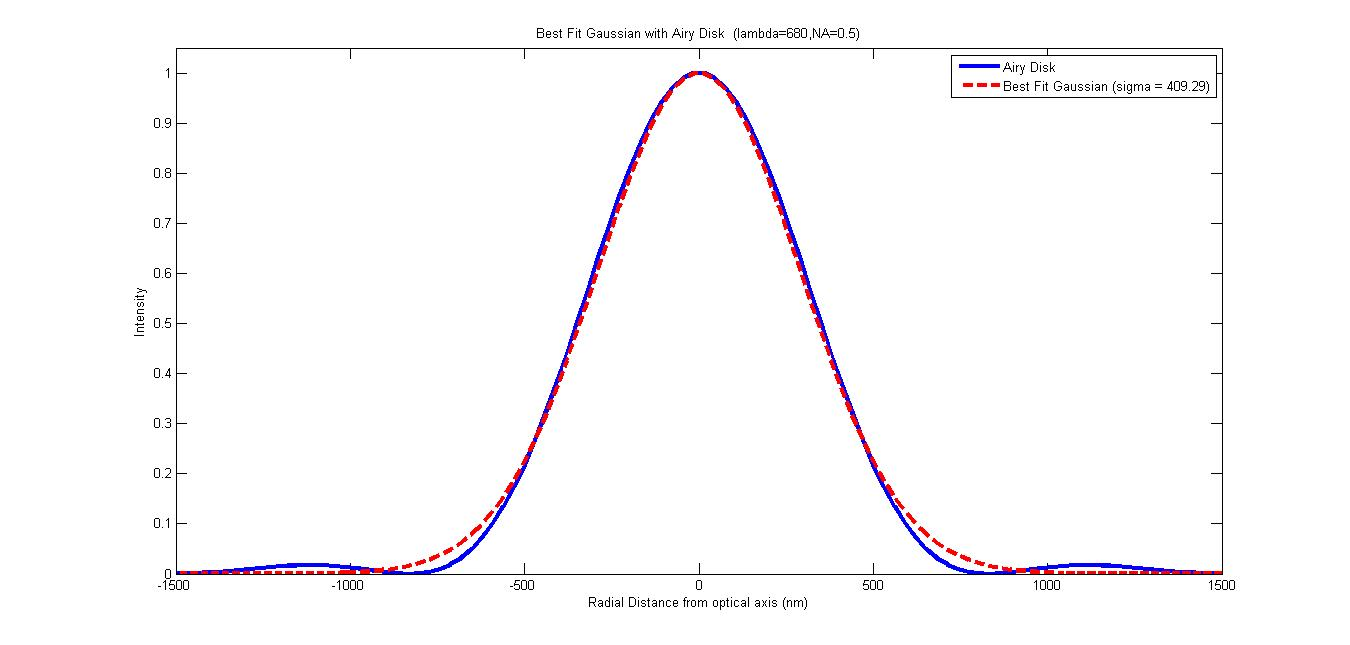 Best Fit Gaussian with Airy Disk  (lambda=680,NA=0.5)
Airy Disk
Best Fit Gaussian (sigma = 409.29)
1
0.9
0.8
0.7
0.6
0.5
0.4
0.3
0.2
0.1
0
Intensity
-1500 -1000 -500 0 500 1000 1500
Radial Distance from optical axis (nm)